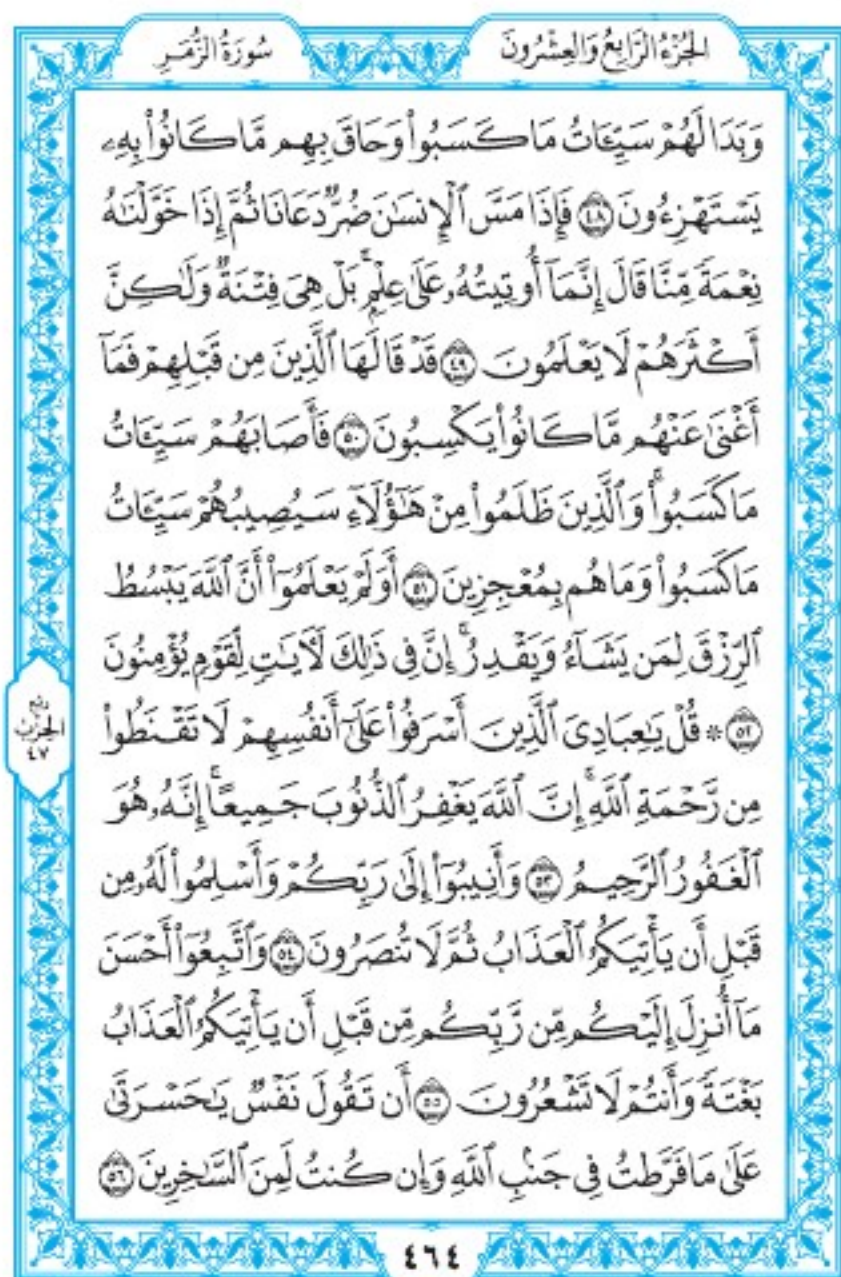 الجُزْءُ الرَّابِعُ وَالعِشْرُونَ
سُورَةُ الزُّمَرِ
وَبَدَا لَهُمْ سَيِّـَٔاتُ مَا كَسَبُوا۟ وَحَاقَ بِهِم مَّا كَانُوا۟ بِهِۦ
يَسْتَهْزِءُونَ ٤٨ فَإِذَا مَسَّ ٱلْإِنسَٰنَ ضُرٌّ دَعَانَا ثُمَّ إِذَا خَوَّلْنَٰهُ
نِعْمَةً مِّنَّا قَالَ إِنَّمَآ أُوتِيتُهُۥ عَلَىٰ عِلْمٍۭ ۚ بَلْ هِىَ فِتْنَةٌ وَلَٰكِنَّ
أَكْثَرَهُمْ لَا يَعْلَمُونَ ٤٩ قَدْ قَالَهَا ٱلَّذِينَ مِن قَبْلِهِمْ فَمَآ
أَغْنَىٰ عَنْهُم مَّا كَانُوا۟ يَكْسِبُونَ ٥٠ فَأَصَابَهُمْ سَيِّـَٔاتُ
مَا كَسَبُوا۟ ۚ وَٱلَّذِينَ ظَلَمُوا۟ مِنْ هَٰٓؤُلَآءِ سَيُصِيبُهُمْ سَيِّـَٔاتُ
مَا كَسَبُوا۟ وَمَا هُم بِمُعْجِزِينَ ٥١ أَوَلَمْ يَعْلَمُوٓا۟ أَنَّ ٱللَّهَ يَبْسُطُ
ٱلرِّزْقَ لِمَن يَشَآءُ وَيَقْدِرُ ۚ إِنَّ فِى ذَٰلِكَ لَـَٔايَٰتٍ لِّقَوْمٍ يُؤْمِنُونَ
٥٢ * قُلْ يَٰعِبَادِىَ ٱلَّذِينَ أَسْرَفُوا۟ عَلَىٰٓ أَنفُسِهِمْ لَا تَقْنَطُوا۟
مِن رَّحْمَةِ ٱللَّهِ ۚ إِنَّ ٱللَّهَ يَغْفِرُ ٱلذُّنُوبَ جَمِيعًا ۚ إِنَّهُۥ هُوَ
ٱلْغَفُورُ ٱلرَّحِيمُ ٥٣ وَأَنِيبُوٓا۟ إِلَىٰ رَبِّكُمْ وَأَسْلِمُوا۟ لَهُۥ مِن
قَبْلِ أَن يَأْتِيَكُمُ ٱلْعَذَابُ ثُمَّ لَا تُنصَرُونَ ٥٤ وَٱتَّبِعُوٓا۟ أَحْسَنَ
مَآ أُنزِلَ إِلَيْكُم مِّن رَّبِّكُم مِّن قَبْلِ أَن يَأْتِيَكُمُ ٱلْعَذَابُ
بَغْتَةً وَأَنتُمْ لَا تَشْعُرُونَ ٥٥ أَن تَقُولَ نَفْسٌ يَٰحَسْرَتَىٰ
عَلَىٰ مَا فَرَّطتُ فِى جَنۢبِ ٱللَّهِ وَإِن كُنتُ لَمِنَ ٱلسَّٰخِرِينَ ٥٦
ربع
الحزب
٤٧
٤٦٤